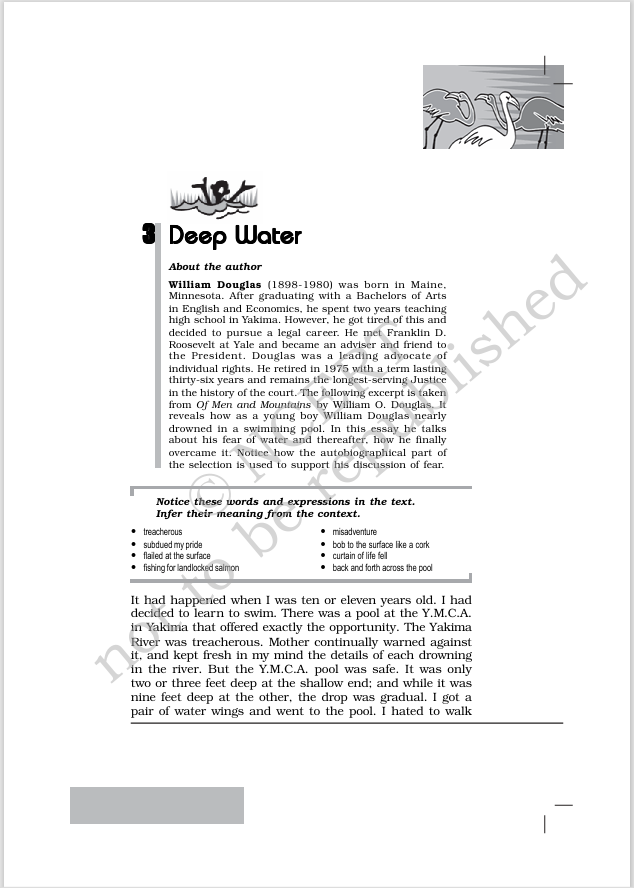 3 Deep Water
About the author
William Douglas (1898-1980) was born in Maine,
Minnesota. After graduating with a Bachelors of Arts
in English and Economics, he spent two years teaching
high school in Yakima. However, he got tired of this and
decided to pursue a legal career. He met Franklin D.
Roosevelt at Yale and became an adviser and friend to
the President. Douglas was a leading advocate of
individual rights. He retired in 1975 with a term lasting
thirty-six years and remains the longest-serving Justice
in the history of the court. The following excerpt is taken
from Of Men and Mountains by William O. Douglas. It
reveals how as a young boy William Douglas nearly
drowned in a swimming pool. In this essay he talks
about his fear of water and thereafter, how he finally
overcame it. Notice how the autobiographical part of
the selection is used to support his discussion of fear.
Notice these words and expressions in the text.
Infer their meaning from the context.
• treacherous
• subdued my pride
• flailed at the surface
• fishing for landlocked salmon
• misadventure
• bob to the surface like a cork
• curtain of life fell
• back and forth across the pool
It had happened when I was ten or eleven years old. I had
decided to learn to swim. There was a pool at the Y.M.C.A.
in Yakima that offered exactly the opportunity. The Yakima
River was treacherous. Mother continually warned against
it, and kept fresh in my mind the details of each drowning
in the river. But the Y.M.C.A. pool was safe. It was only
two or three feet deep at the shallow end; and while it was
nine feet deep at the other, the drop was gradual. I got a
pair of water wings and went to the pool. I hated to walk
© NCERT
not to be republished